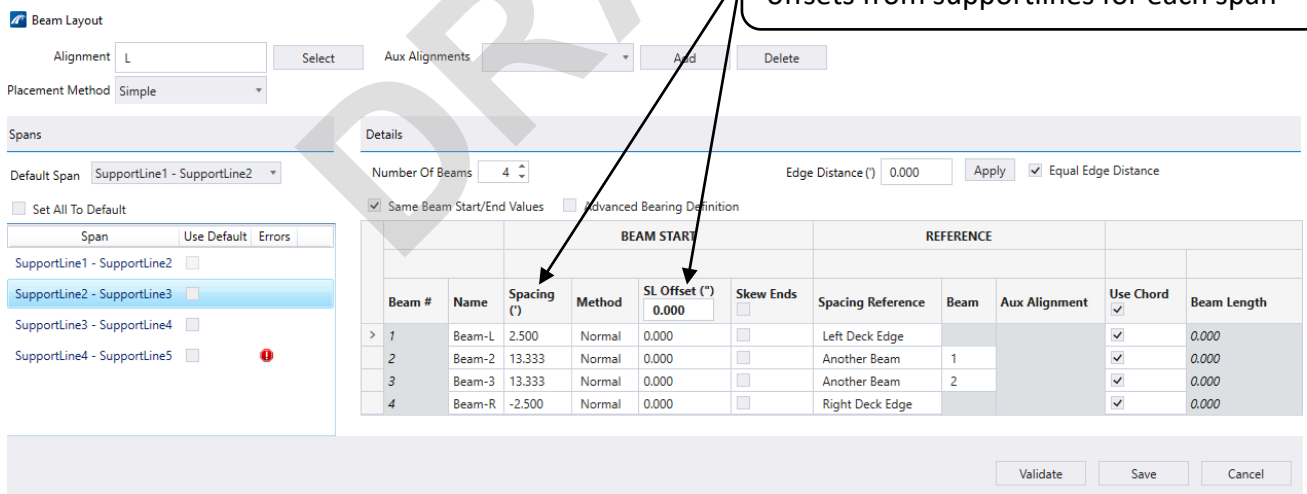 offsets from supportlines for each span
Beam Layout
Alignment L Select Aux Alignments Add Delete
Placement Method Simple
Spans Details
Default Span SupportLine1 - SupportLine2 Number Of Beams 4 Edge Distance (') 0.000 Apply Equal Edge Distance
Set All To Default Same Beam Start/End Values Advanced Bearing Definition
Span Use Default Errors BEAM START REFERENCE
SupportLine1 - SupportLine2
SupportLine2 - SupportLine3
SupportLine3 - SupportLine4
SupportLine4 - SupportLine5
Beam # Name Spacing (') Method SL Offset (") 0.000 Skew Ends Spacing Reference Beam Aux Alignment Use Chord Beam Length
> 1 Beam-L 2.500 Normal 0.000 Left Deck Edge 0.000
2 Beam-2 13.333 Normal 0.000 Another Beam 1 0.000
3 Beam-3 13.333 Normal 0.000 Another Beam 2 0.000
4 Beam-R -2.500 Normal 0.000 Right Deck Edge 0.000
Validate Save Cancel